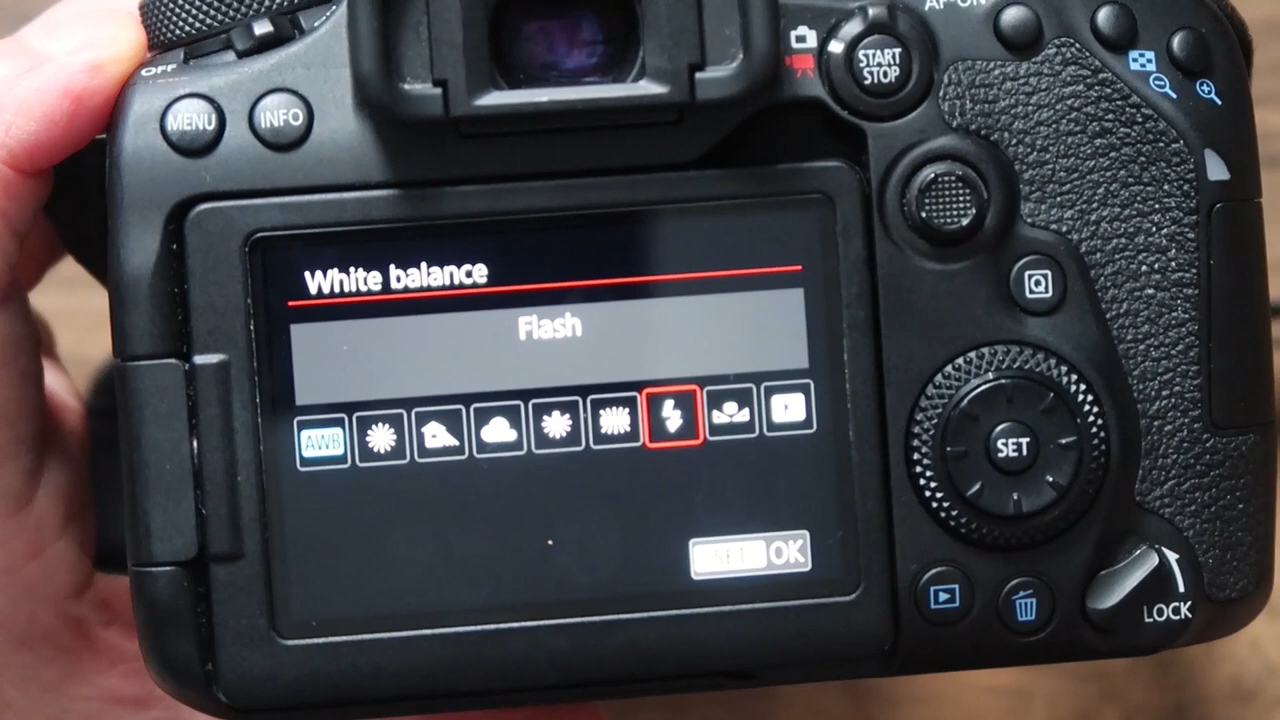 AF-ON
OFF
START
STOP
MENU
INFO
White balance
Flash
Q
AWB
K
SET
SET OK
LOCK